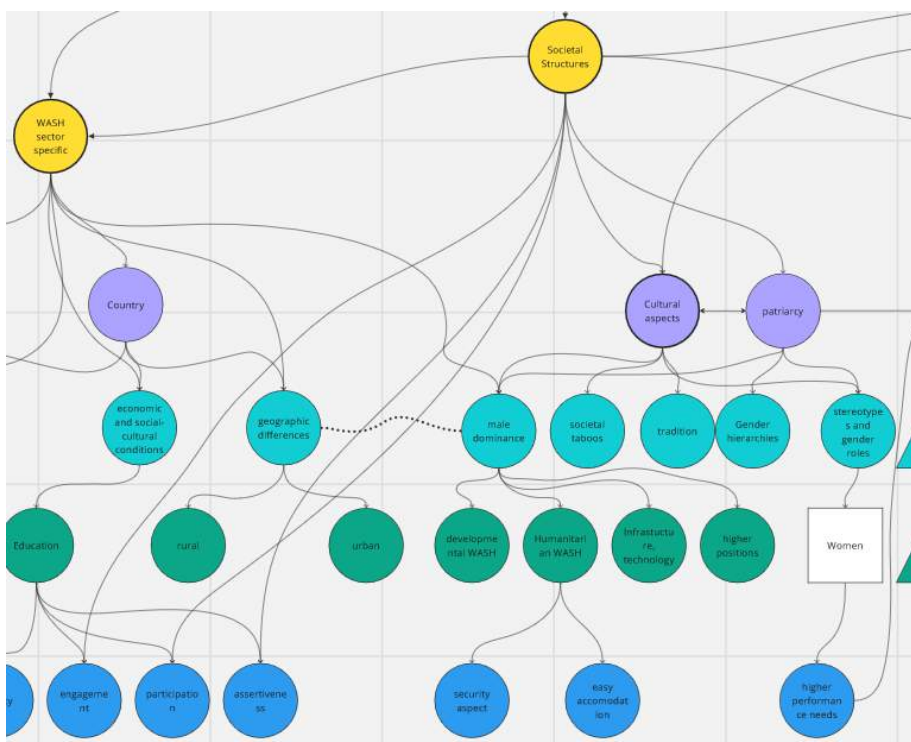 Societal
Structures
WASH
sector
specific
Country
Cultural
aspects
patriarcy
economic
and social-
cultural
conditions
geographic
differences
male
dominance
societal
taboos
tradition
Gender
hierarchies
stereotype
s and
gender
roles
Education
rural
urban
developme
ntal WASH
Humanitari
an WASH
Infrastuctu
re,
technology
higher
positions
Women
ty
engageme
nt
participatio
n
assertivene
ss
security
aspect
easy
accomodat
ion
higher
performan
ce needs